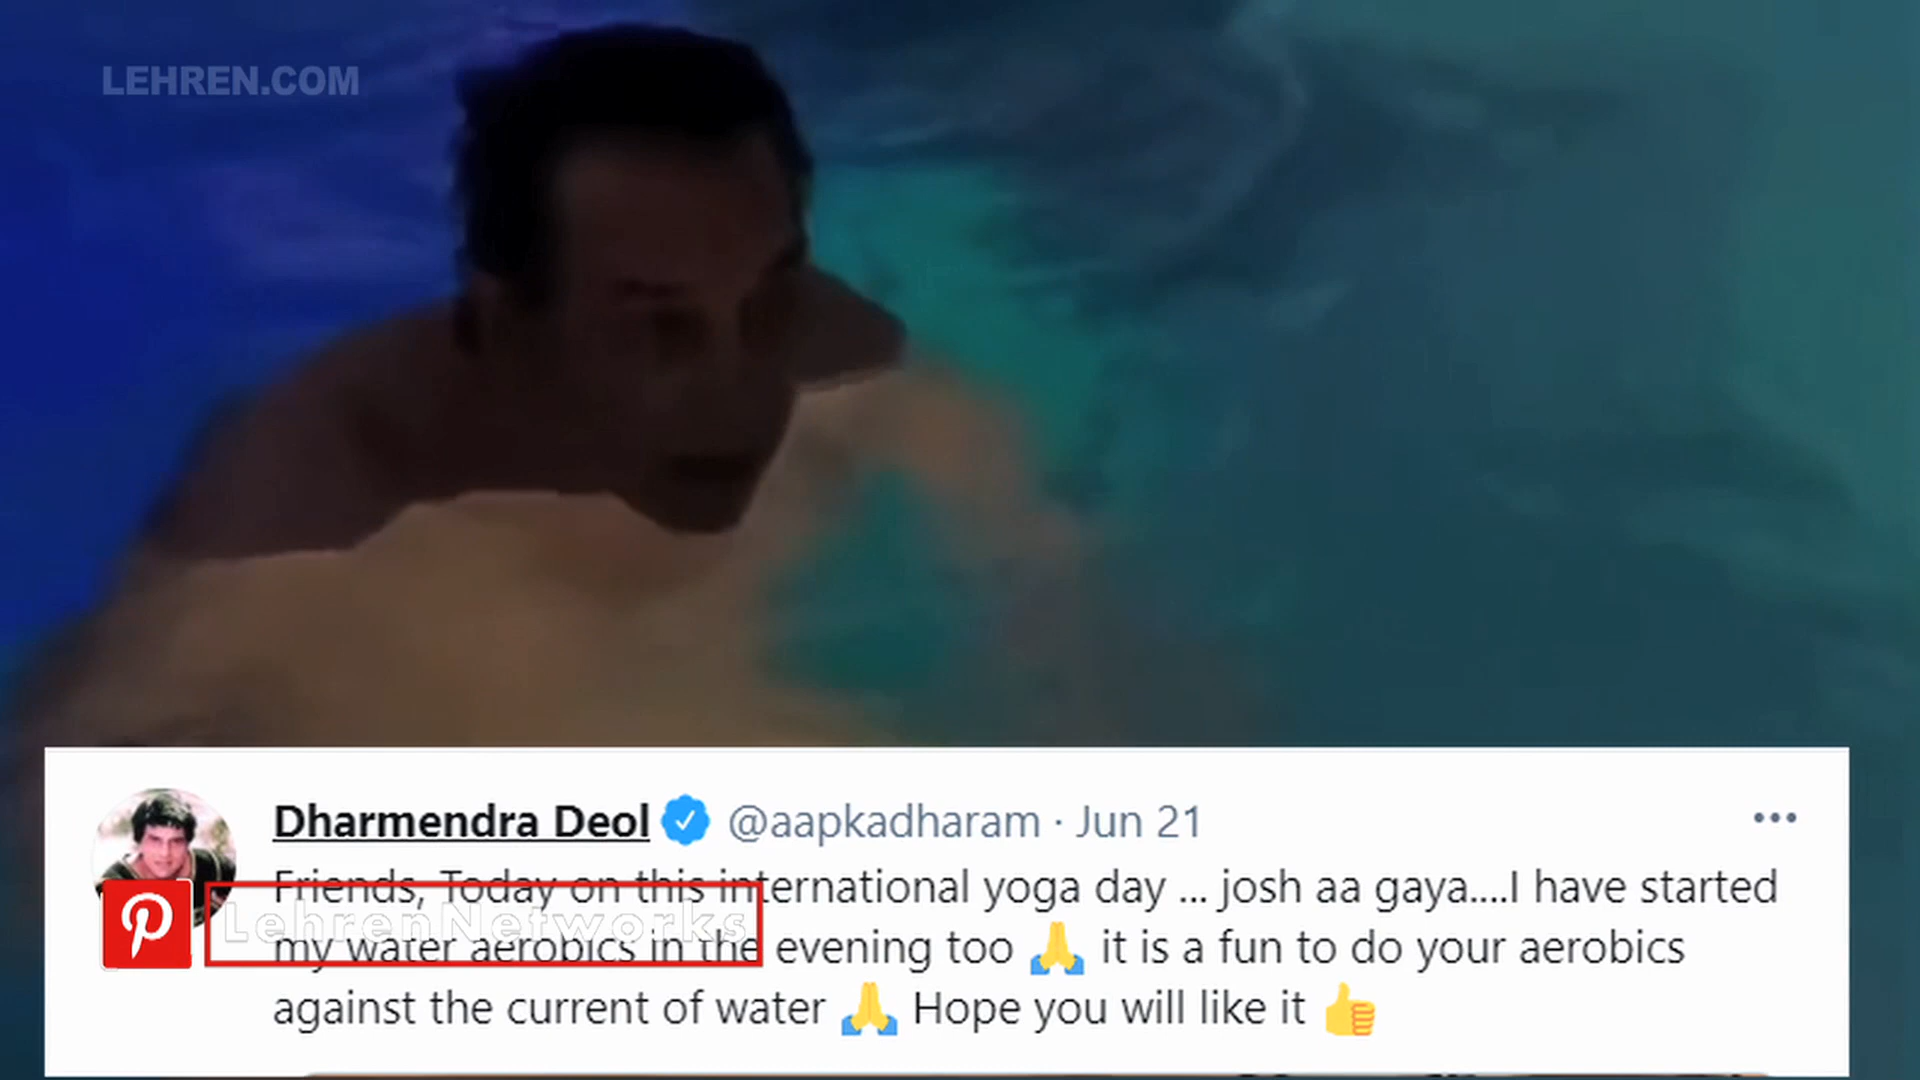 LEHREN.COM
Dharmendra Deol @aapkadharam · Jun 21
Friends, Today on this international yoga day ... josh aa gaya....I have started
LehrenNetworks
my water aerobics in the evening too 🙏 it is a fun to do your aerobics
against the current of water 🙏 Hope you will like it 👍